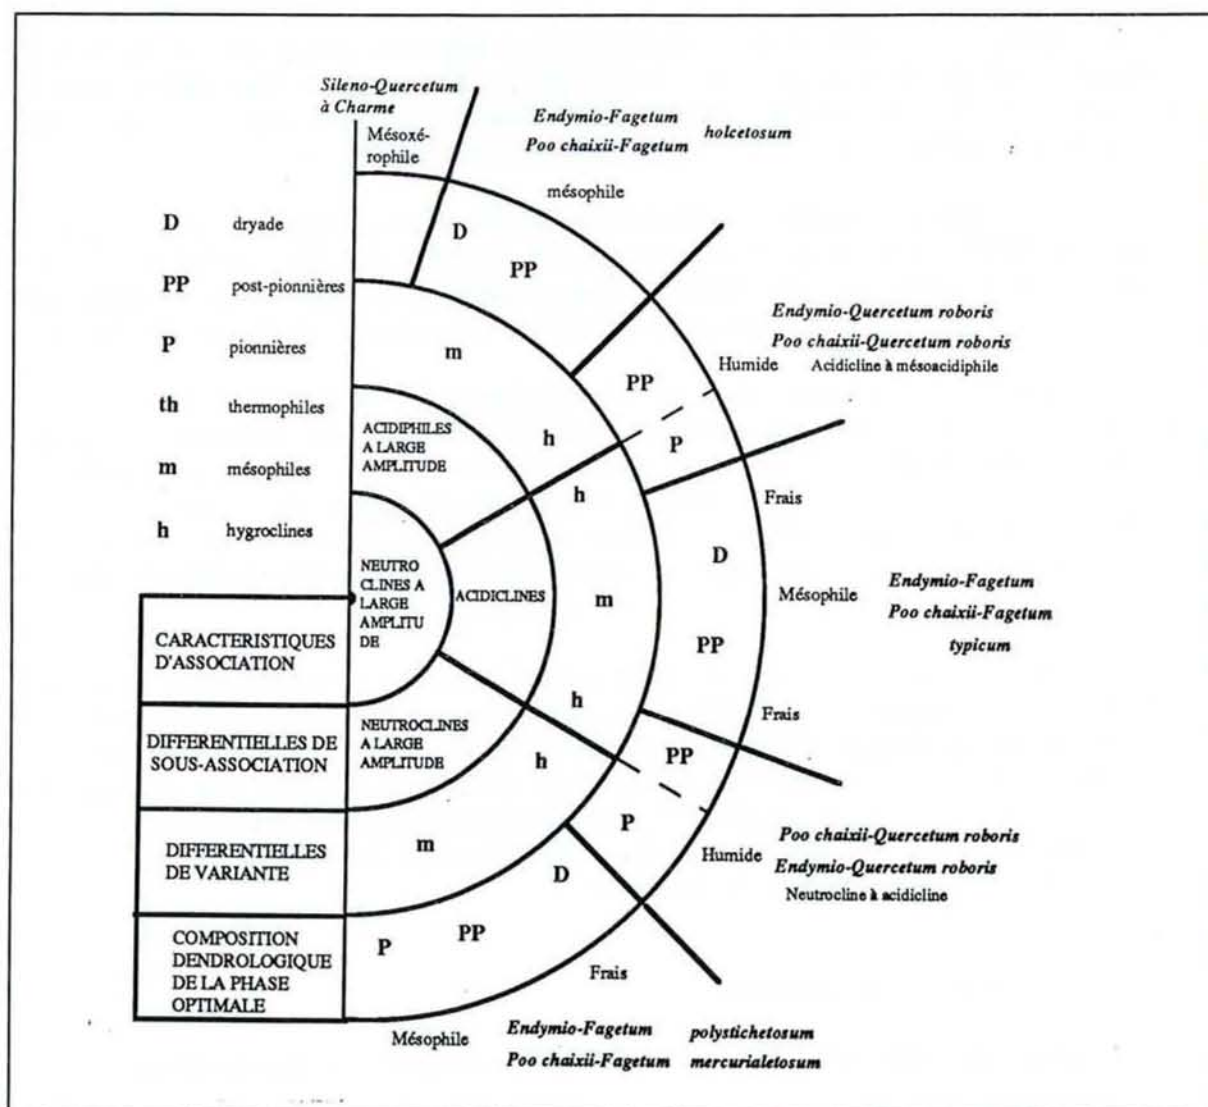 Sileno-Quercetum
à Charme
Mésoxé-
rophile
Endymio-Fagetum
Poo chaixii-Fagetum holcetosum
mésophile
D dryade
PP post-pionnières
P pionnières
th thermophiles
m mésophiles
h hygroclines
D
PP
m
h
PP
P
Endymio-Quercetum roboris
Poo chaixii-Quercetum roboris
Humide Acidicline à mésoacidiphile
ACIDIPHILES
A LARGE
AMPLITUDE
h
Frais
D
NEUTRO
CLINES A
LARGE
AMPLITU
DE
ACIDICLINES
m
Mésophile
Endymio-Fagetum
Poo chaixii-Fagetum
typicum
PP
h
Frais
CARACTERISTIQUES
D'ASSOCIATION
DIFFERENTIELLES DE
SOUS-ASSOCIATION
NEUTROCLINES
A LARGE
AMPLITUDE
h
PP
P
Poo chaixii-Quercetum roboris
Humide
Endymio-Quercetum roboris
Neutrocline à acidicline
DIFFERENTIELLES
DE VARIANTE
m
D
COMPOSITION
DENDROLOGIQUE
DE LA PHASE
OPTIMALE
P
PP
Frais
Mésophile
Endymio-Fagetum polystichetosum
Poo chaixii-Fagetum mercurialetosum